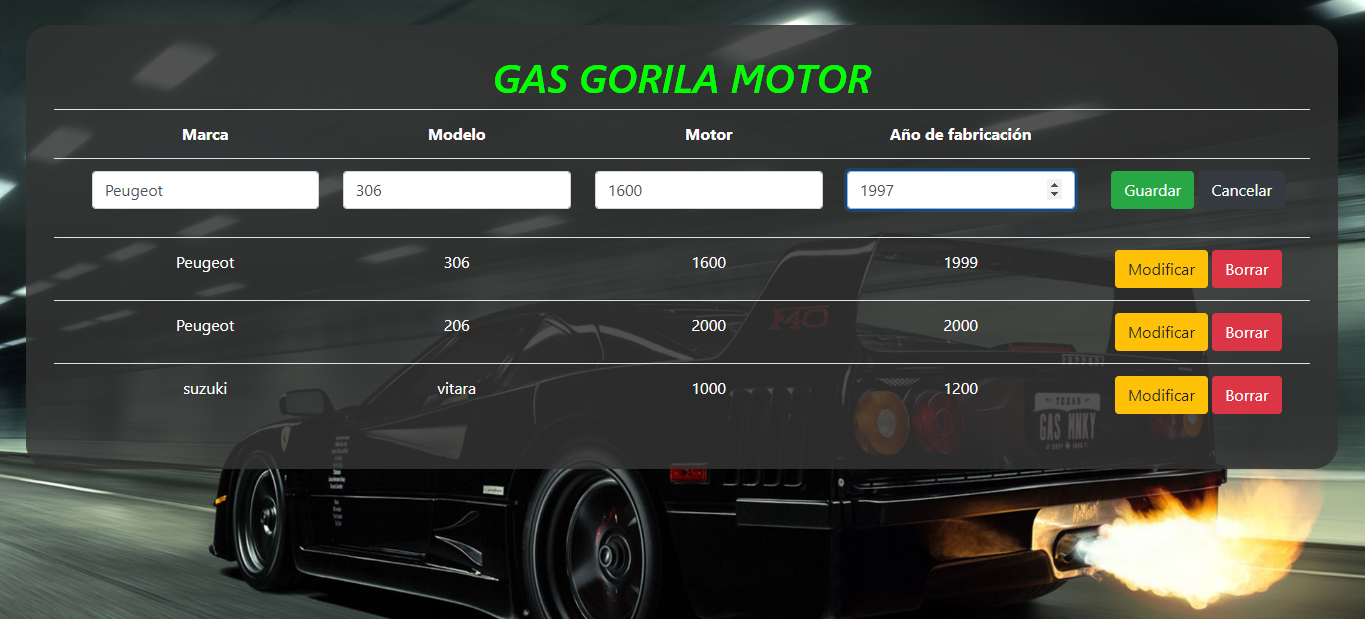 GAS GORILA MOTOR
Marca Modelo Motor Año de fabricación
Peugeot 306 1600 1997 Guardar Cancelar
Peugeot 306 1600 1999 Modificar Borrar
Peugeot 206 2000 2000 Modificar Borrar
suzuki vitara 1000 1200 Modificar Borrar
F40
Ferrari
TEXAS
GAS MNKY